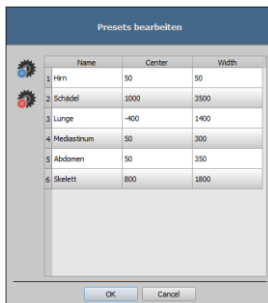 Presets bearbeiten
Name Center Width
1 Hirn 50 50
2 Schädel 1000 3500
3 Lunge -400 1400
4 Mediastinum 50 300
5 Abdomen 50 350
6 Skelett 800 1800
OK Cancel